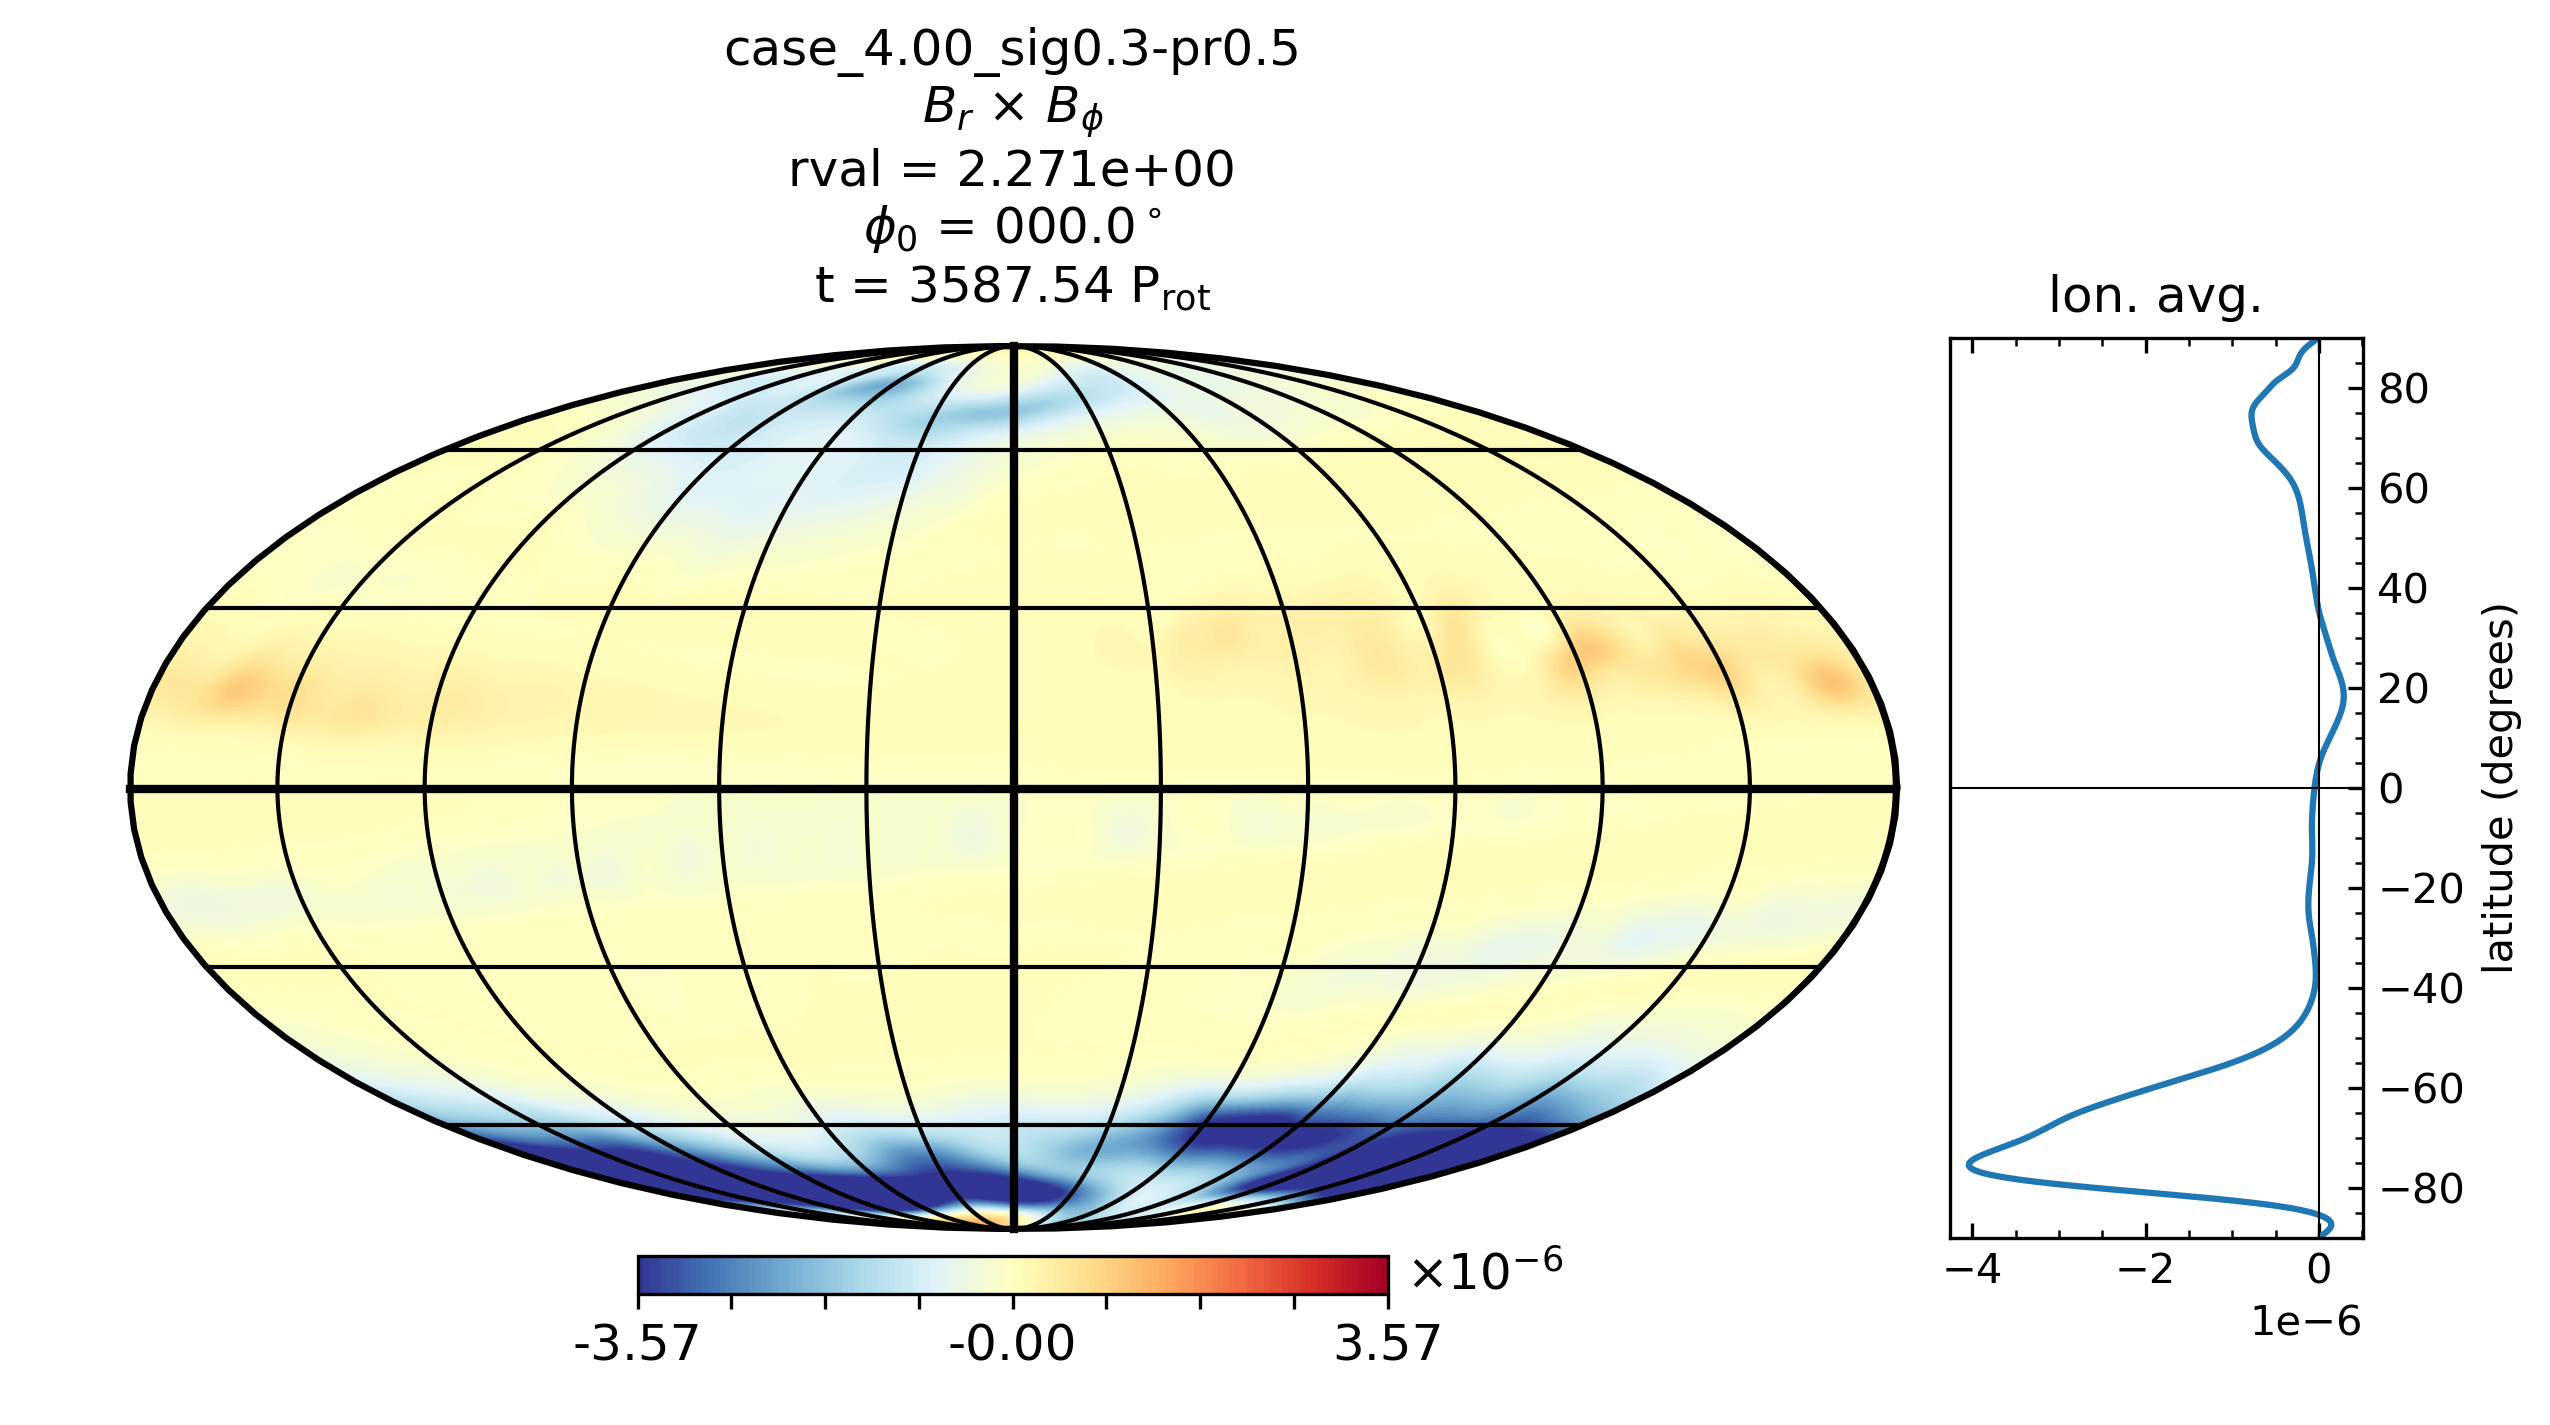 case_4.00_sig0.3-pr0.5
B_r × B_ϕ
rval = 2.271e+00
ϕ_0 = 000.0°
t = 3587.54 P_rot
lon. avg.
80
60
40
20
0
−20
−40
−60
−80
latitude (degrees)
−4 −2 0
1e−6
×10^−6
-3.57 -0.00 3.57